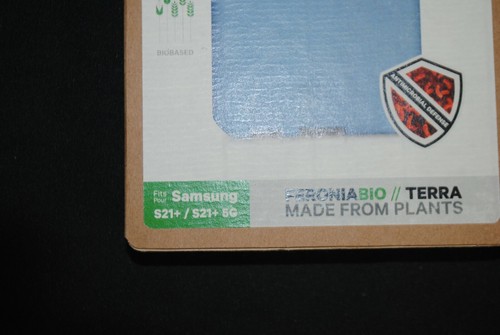 BIOBASED
ANTIMICROBIAL DEFENSE
Fits
Pour
Samsung
S21+ / S21+ 5G
FERONIABIO // TERRA
MADE FROM PLANTS